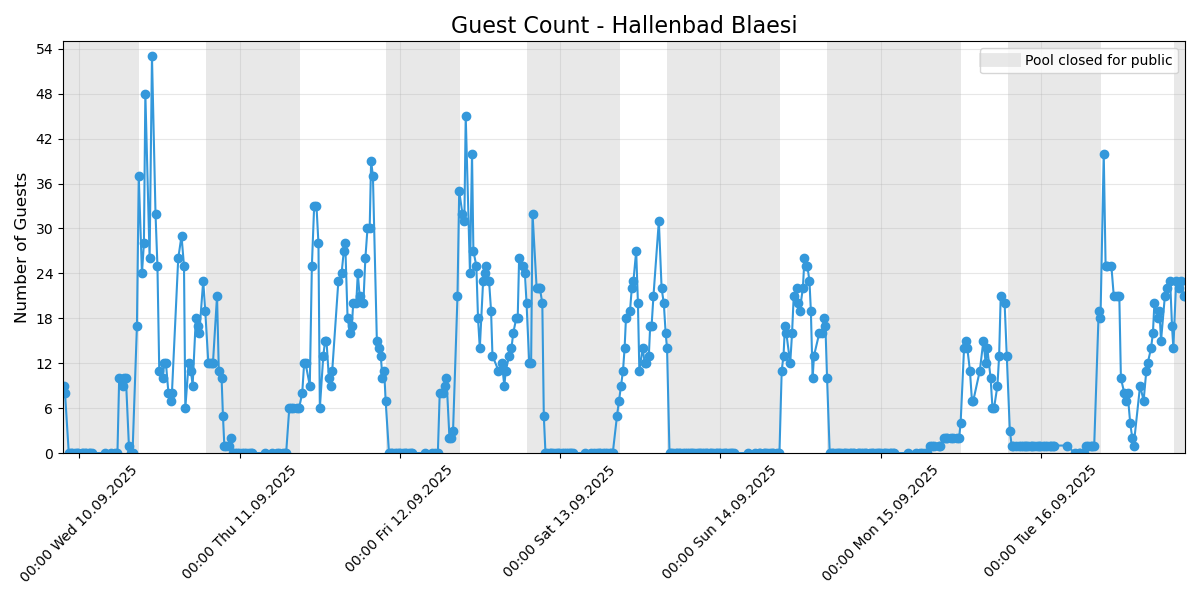 Guest Count - Hallenbad Blaesi
Pool closed for public
Number of Guests
54
48
42
36
30
24
18
12
6
0
00:00 Wed 10.09.2025
00:00 Thu 11.09.2025
00:00 Fri 12.09.2025
00:00 Sat 13.09.2025
00:00 Sun 14.09.2025
00:00 Mon 15.09.2025
00:00 Tue 16.09.2025